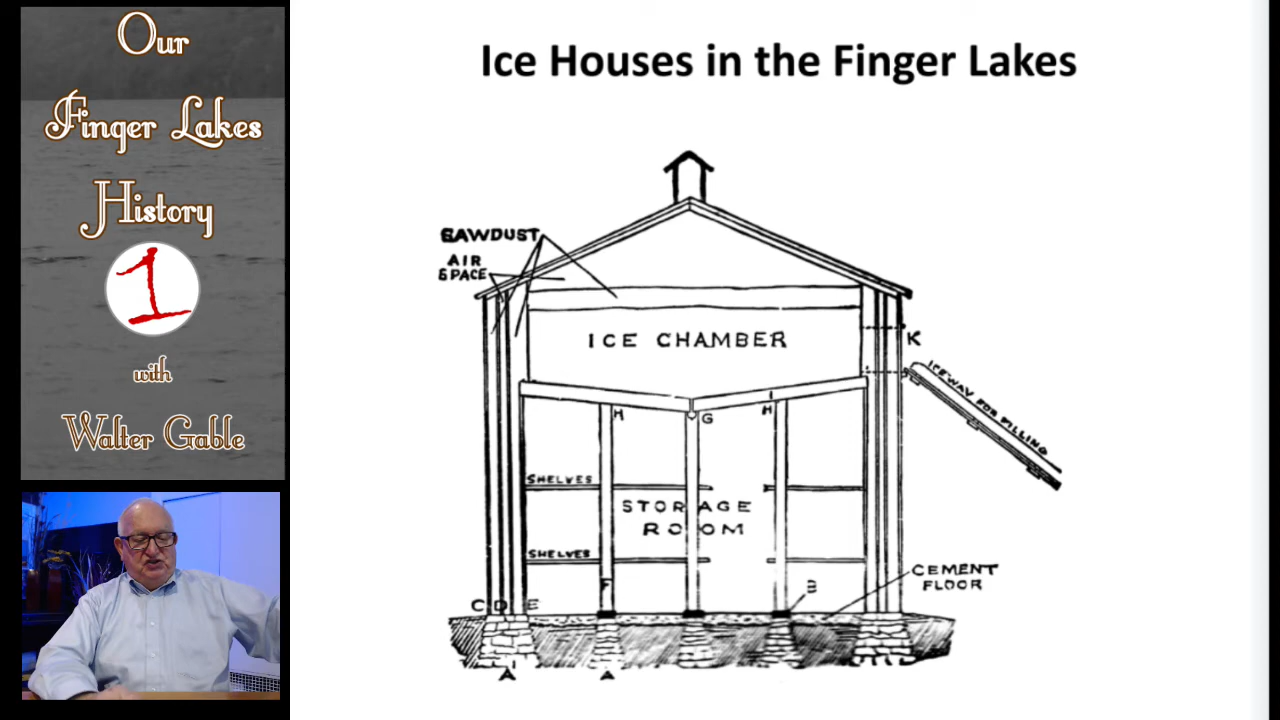 Our
Finger Lakes
History
1
with
Walter Gable
Ice Houses in the Finger Lakes
SAWDUST
AIR
SPACE
ICE CHAMBER
K
ICEWAY FOR FILLING
H
G
H
I
SHELVES
STORAGE
ROOM
SHELVES
F
B
CEMENT
FLOOR
C D E
A
A